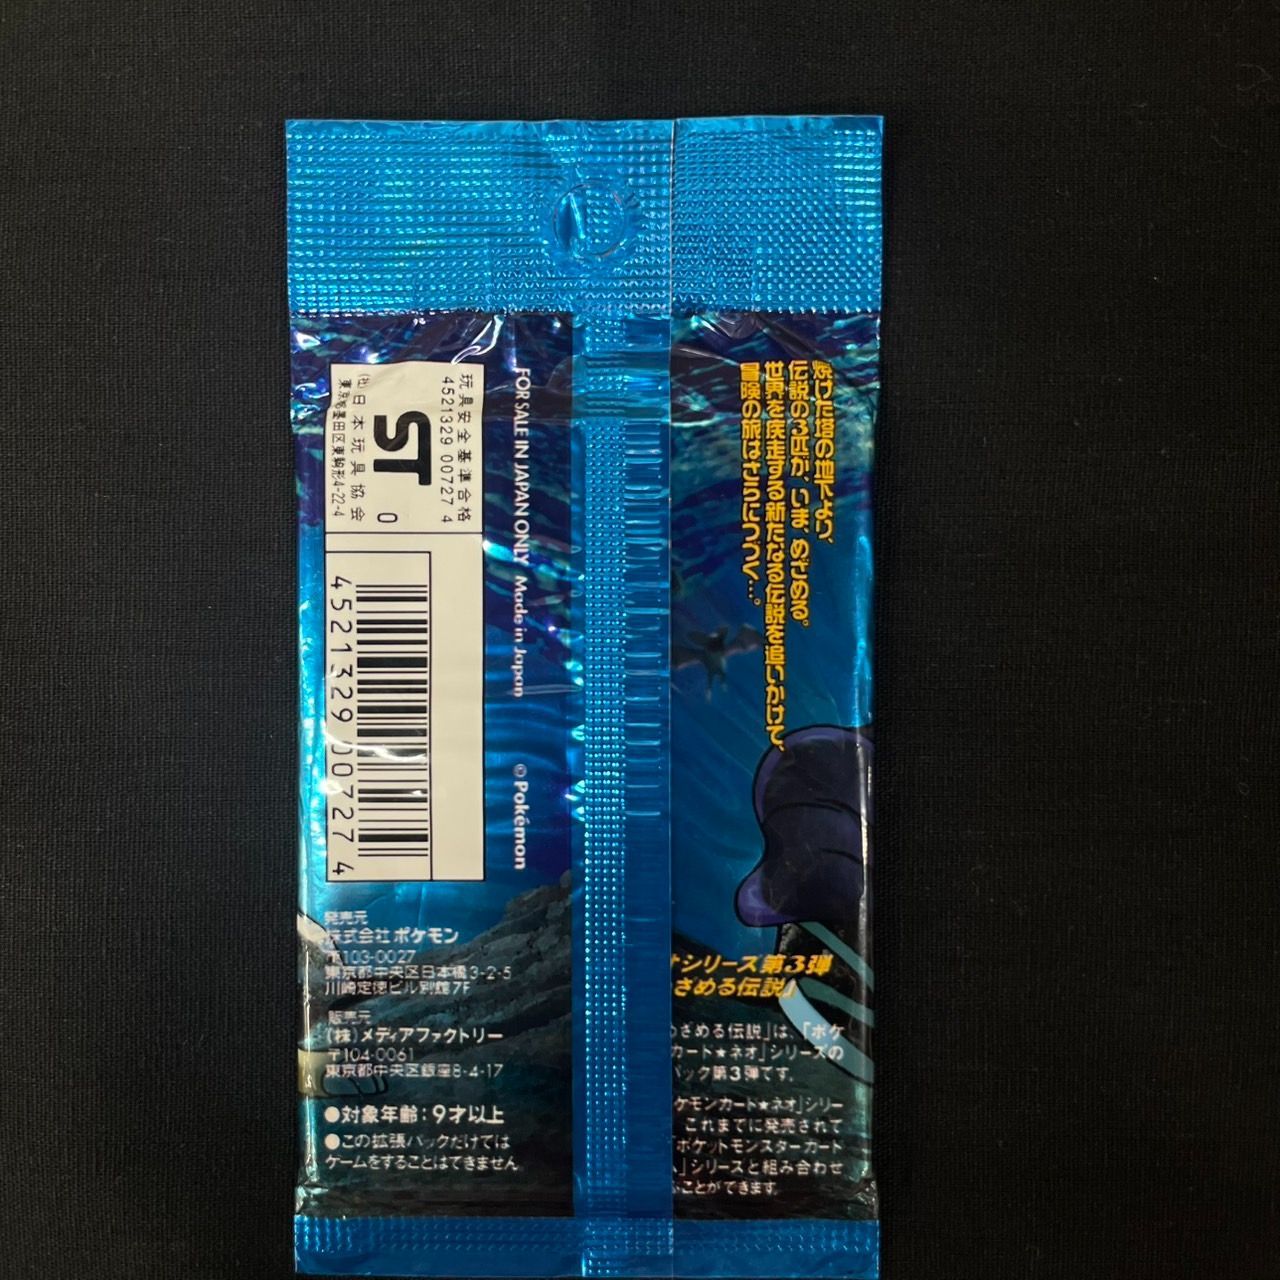 焼けた塔の地下より、
伝説の3匹が、いま、めざめる。
世界を疾走する新たなる伝説を追いかけて、
冒険の旅はさらにつづく…。
FOR SALE IN JAPAN ONLY Made in Japan ©Pokémon
玩具安全基準合格
4521329 00727 4
ST
0
(社)日本玩具協会
東京都墨田区東駒形4-22-4
4521329007274
発売元
株式会社ポケモン
〒103-0027
東京都中央区日本橋3-2-5
川崎定徳ビル別館7F
販売元
(株)メディアファクトリー
〒104-0061
東京都中央区銀座8-4-17
●対象年齢：9才以上
●この拡張パックだけでは
ゲームをすることはできません
オシリーズ第3弾
めざめる伝説」
めざめる伝説」は、「ポケ
カード★ネオ」シリーズの
パック第3弾です。
ケモンカード★ネオ」シリー
これまでに発売されて
「ポケットモンスターカード
」シリーズと組み合わせ
ことができます。